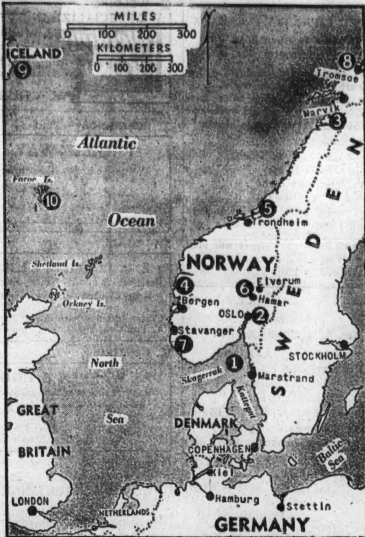 MILES
0 100 200 300
KILOMETERS
0 100 200 300
ICELAND
9
8
Tromsoe
Narvik
3
Atlantic
Faroe Is.
10
Ocean
5
Trondheim
SWEDEN
NORWAY
Shetland Is.
4
6
Elverum
Hamar
Bergen
OSLO
2
Orkney Is.
Stavanger
7
1
STOCKHOLM
North
Skagerrak
Marstrand
Kattegat
GREAT
Sea
DENMARK
BRITAIN
COPENHAGEN
Baltic
Sea
Kiel
LONDON
NETHERLANDS
Hamburg
Stettin
GERMANY